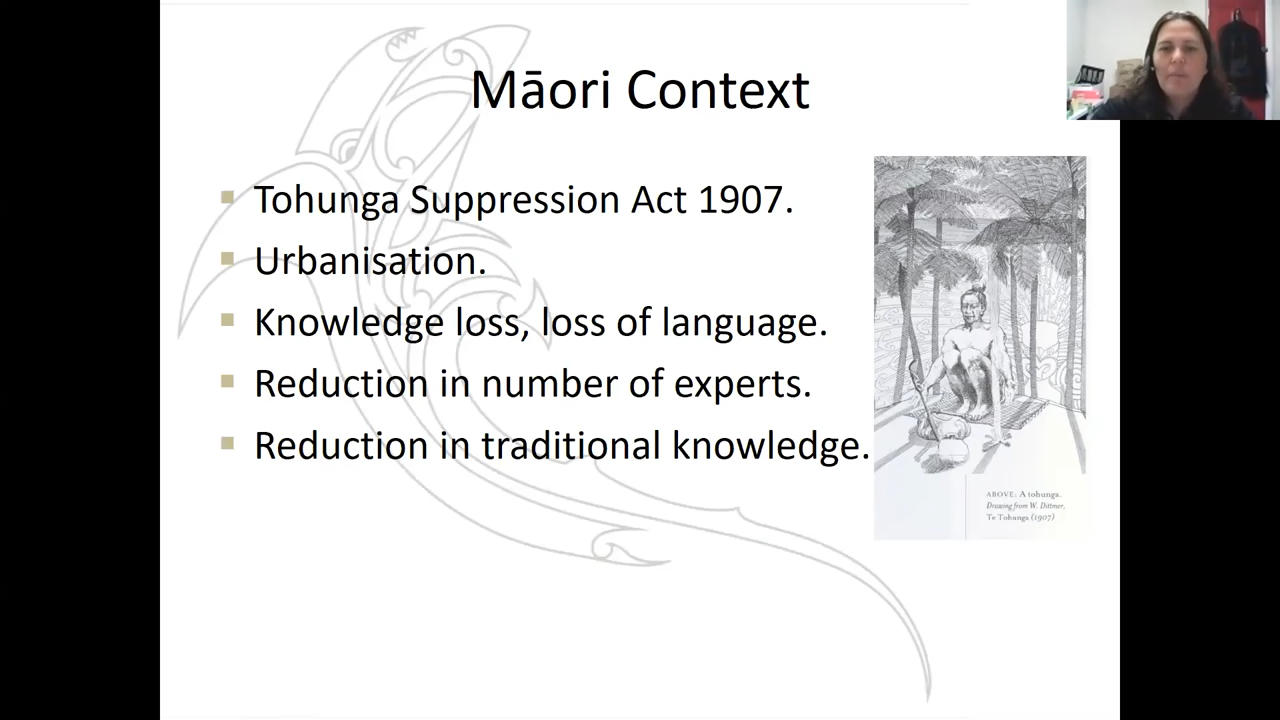 Māori Context
Tohunga Suppression Act 1907.
Urbanisation.
Knowledge loss, loss of language.
Reduction in number of experts.
Reduction in traditional knowledge.
ABOVE: A tohunga.
Drawing from W. Dittmer,
Te Tohunga (1907)